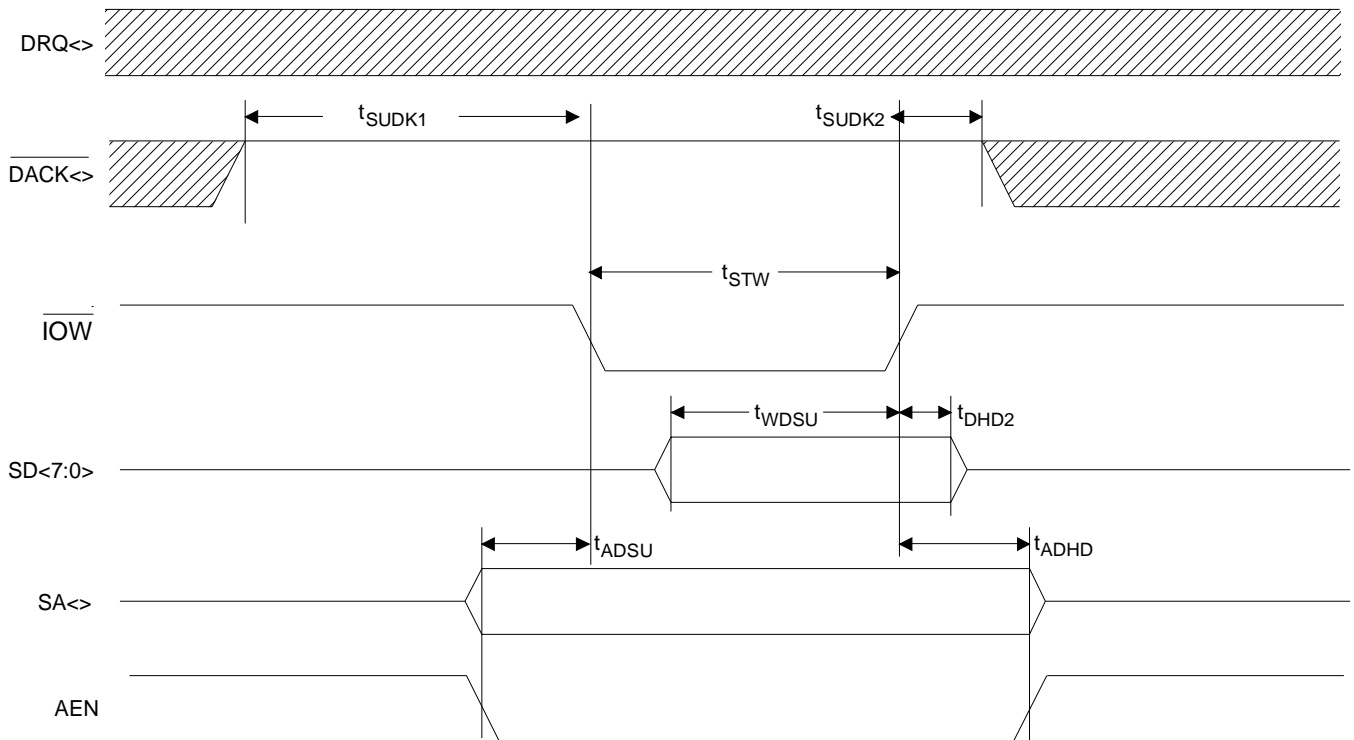 DRQ<>
tSUDK1
tSUDK2
DACK<>
tSTW
IOW
tWDSU
tDHD2
SD<7:0>
tADSU
tADHD
SA<>
AEN